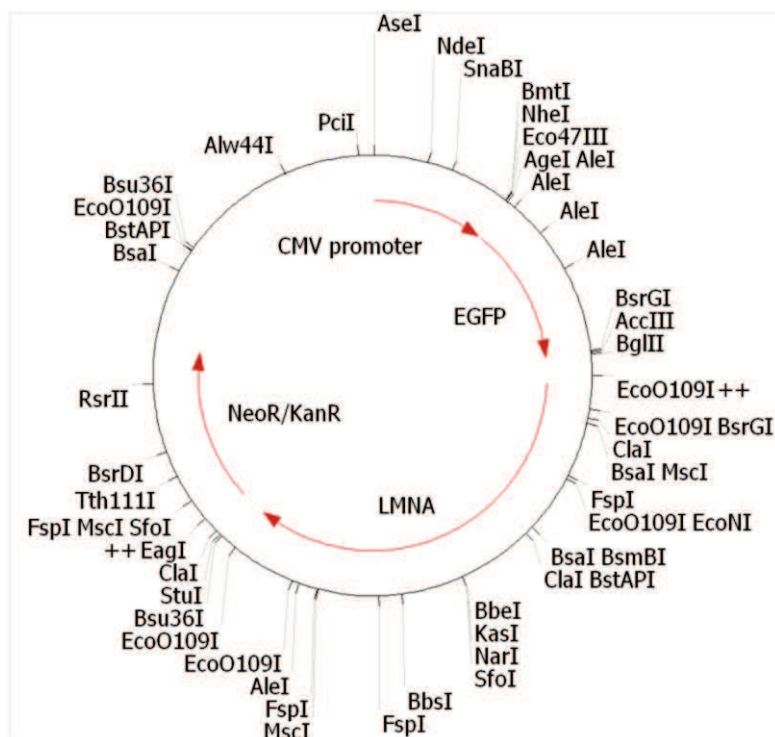 AseI
NdeI
SnaBI
BmtI
NheI
Eco47III
AgeI AleI
AleI
AleI
AleI
BsrGI
AccIII
BglII
EcoO109I ++
EcoO109I BsrGI
ClaI
BsaI MscI
FspI
EcoO109I EcoNI
BsaI BsmBI
ClaI BstAPI
BbeI
KasI
NarI
SfoI
BbsI
FspI
MscI
FspI
AleI
EcoO109I
EcoO109I
Bsu36I
StuI
ClaI
++ EagI
FspI MscI SfoI
Tth111I
BsrDI
RsrII
BsaI
BstAPI
EcoO109I
Bsu36I
Alw44I
PciI
CMV promoter
EGFP
LMNA
NeoR/KanR